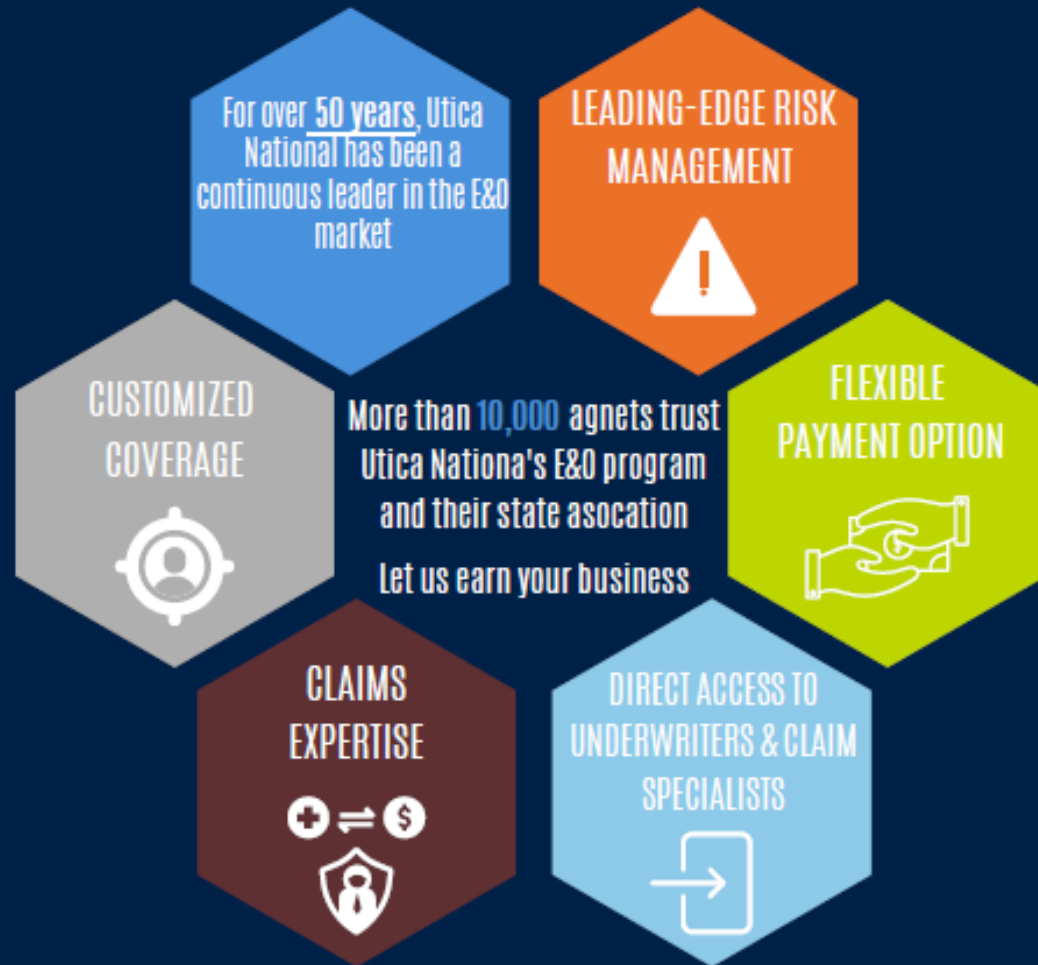 For over 50 years, Utica
National has been a
continuous leader in the E&O
market
LEADING-EDGE RISK
MANAGEMENT
CUSTOMIZED
COVERAGE
More than 10,000 agnets trust
Utica Nationa's E&O program
and their state asocation
Let us earn your business
FLEXIBLE
PAYMENT OPTION
CLAIMS
EXPERTISE
DIRECT ACCESS TO
UNDERWRITERS & CLAIM
SPECIALISTS